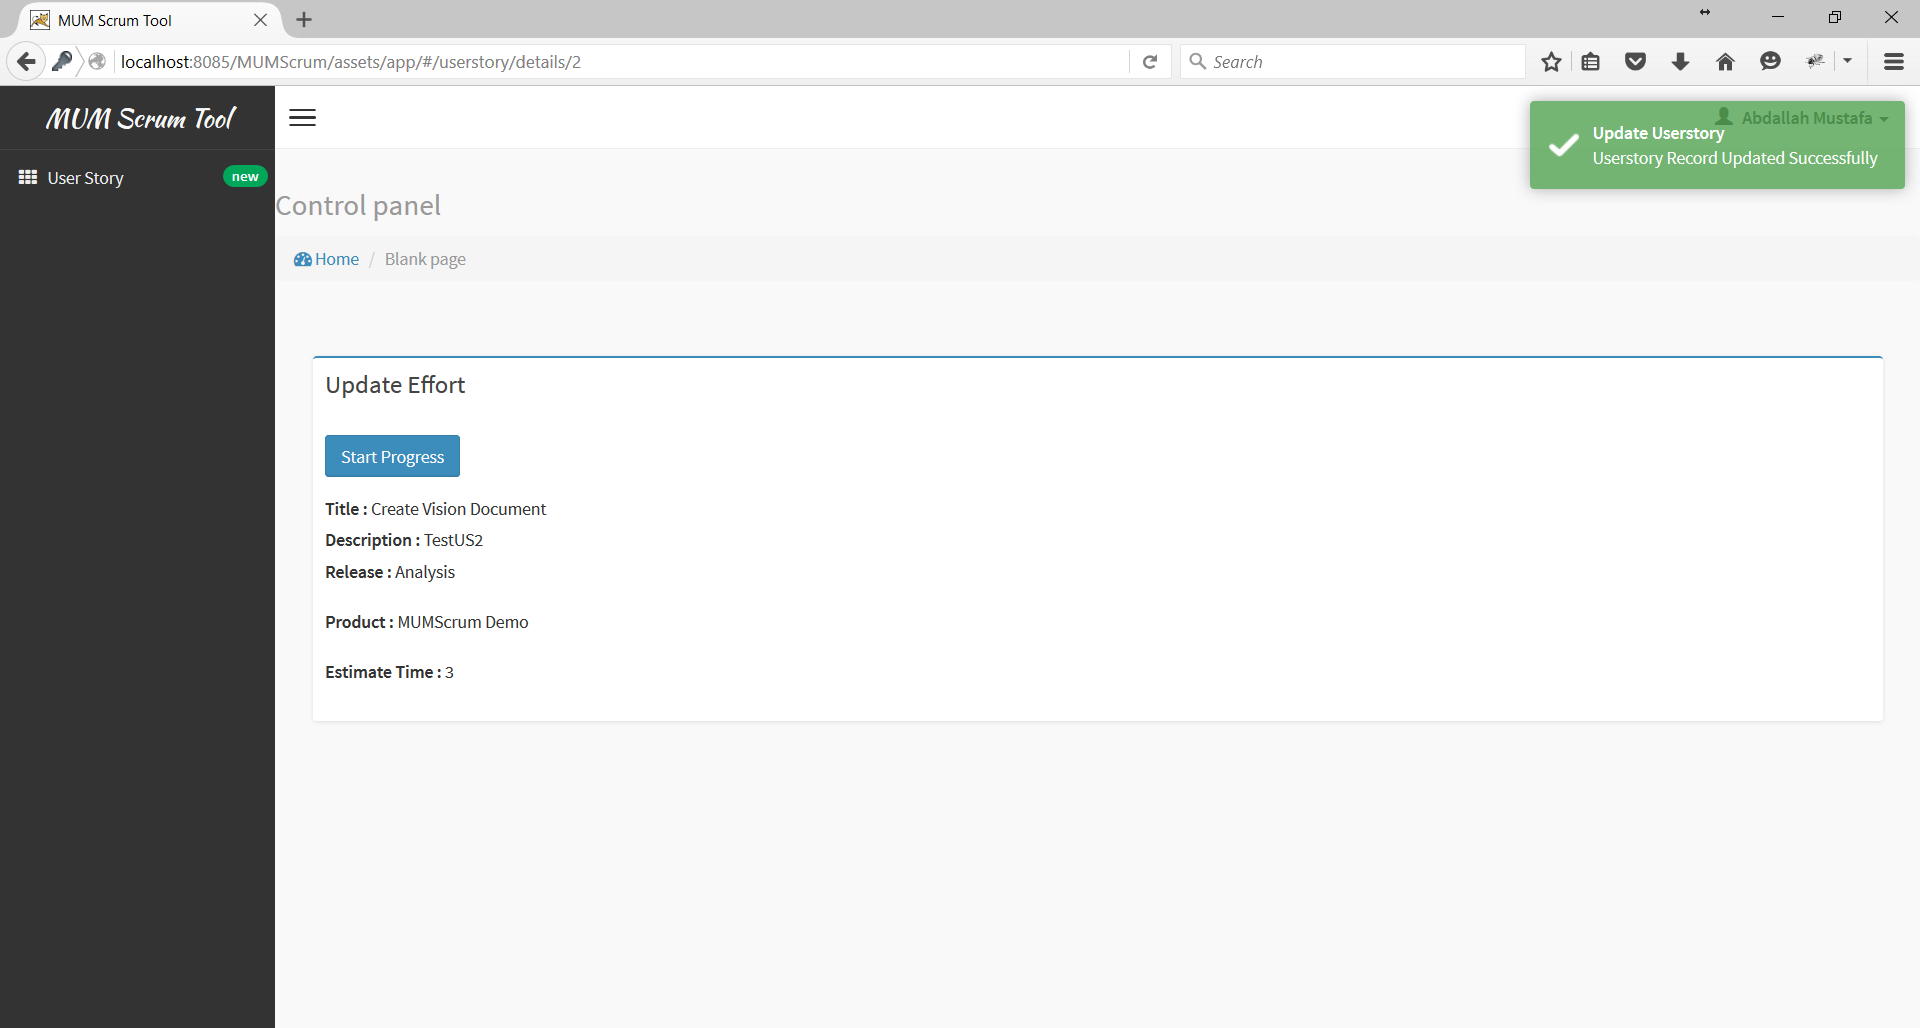 MUM Scrum Tool
localhost:8085/MUMScrum/assets/app/#/userstory/details/2
Search
MUM Scrum Tool
Abdallah Mustafa
Update Userstory
Userstory Record Updated Successfully
User Story
new
Control panel
Home / Blank page
Update Effort
Start Progress
Title : Create Vision Document
Description : TestUS2
Release : Analysis
Product : MUMScrum Demo
Estimate Time : 3